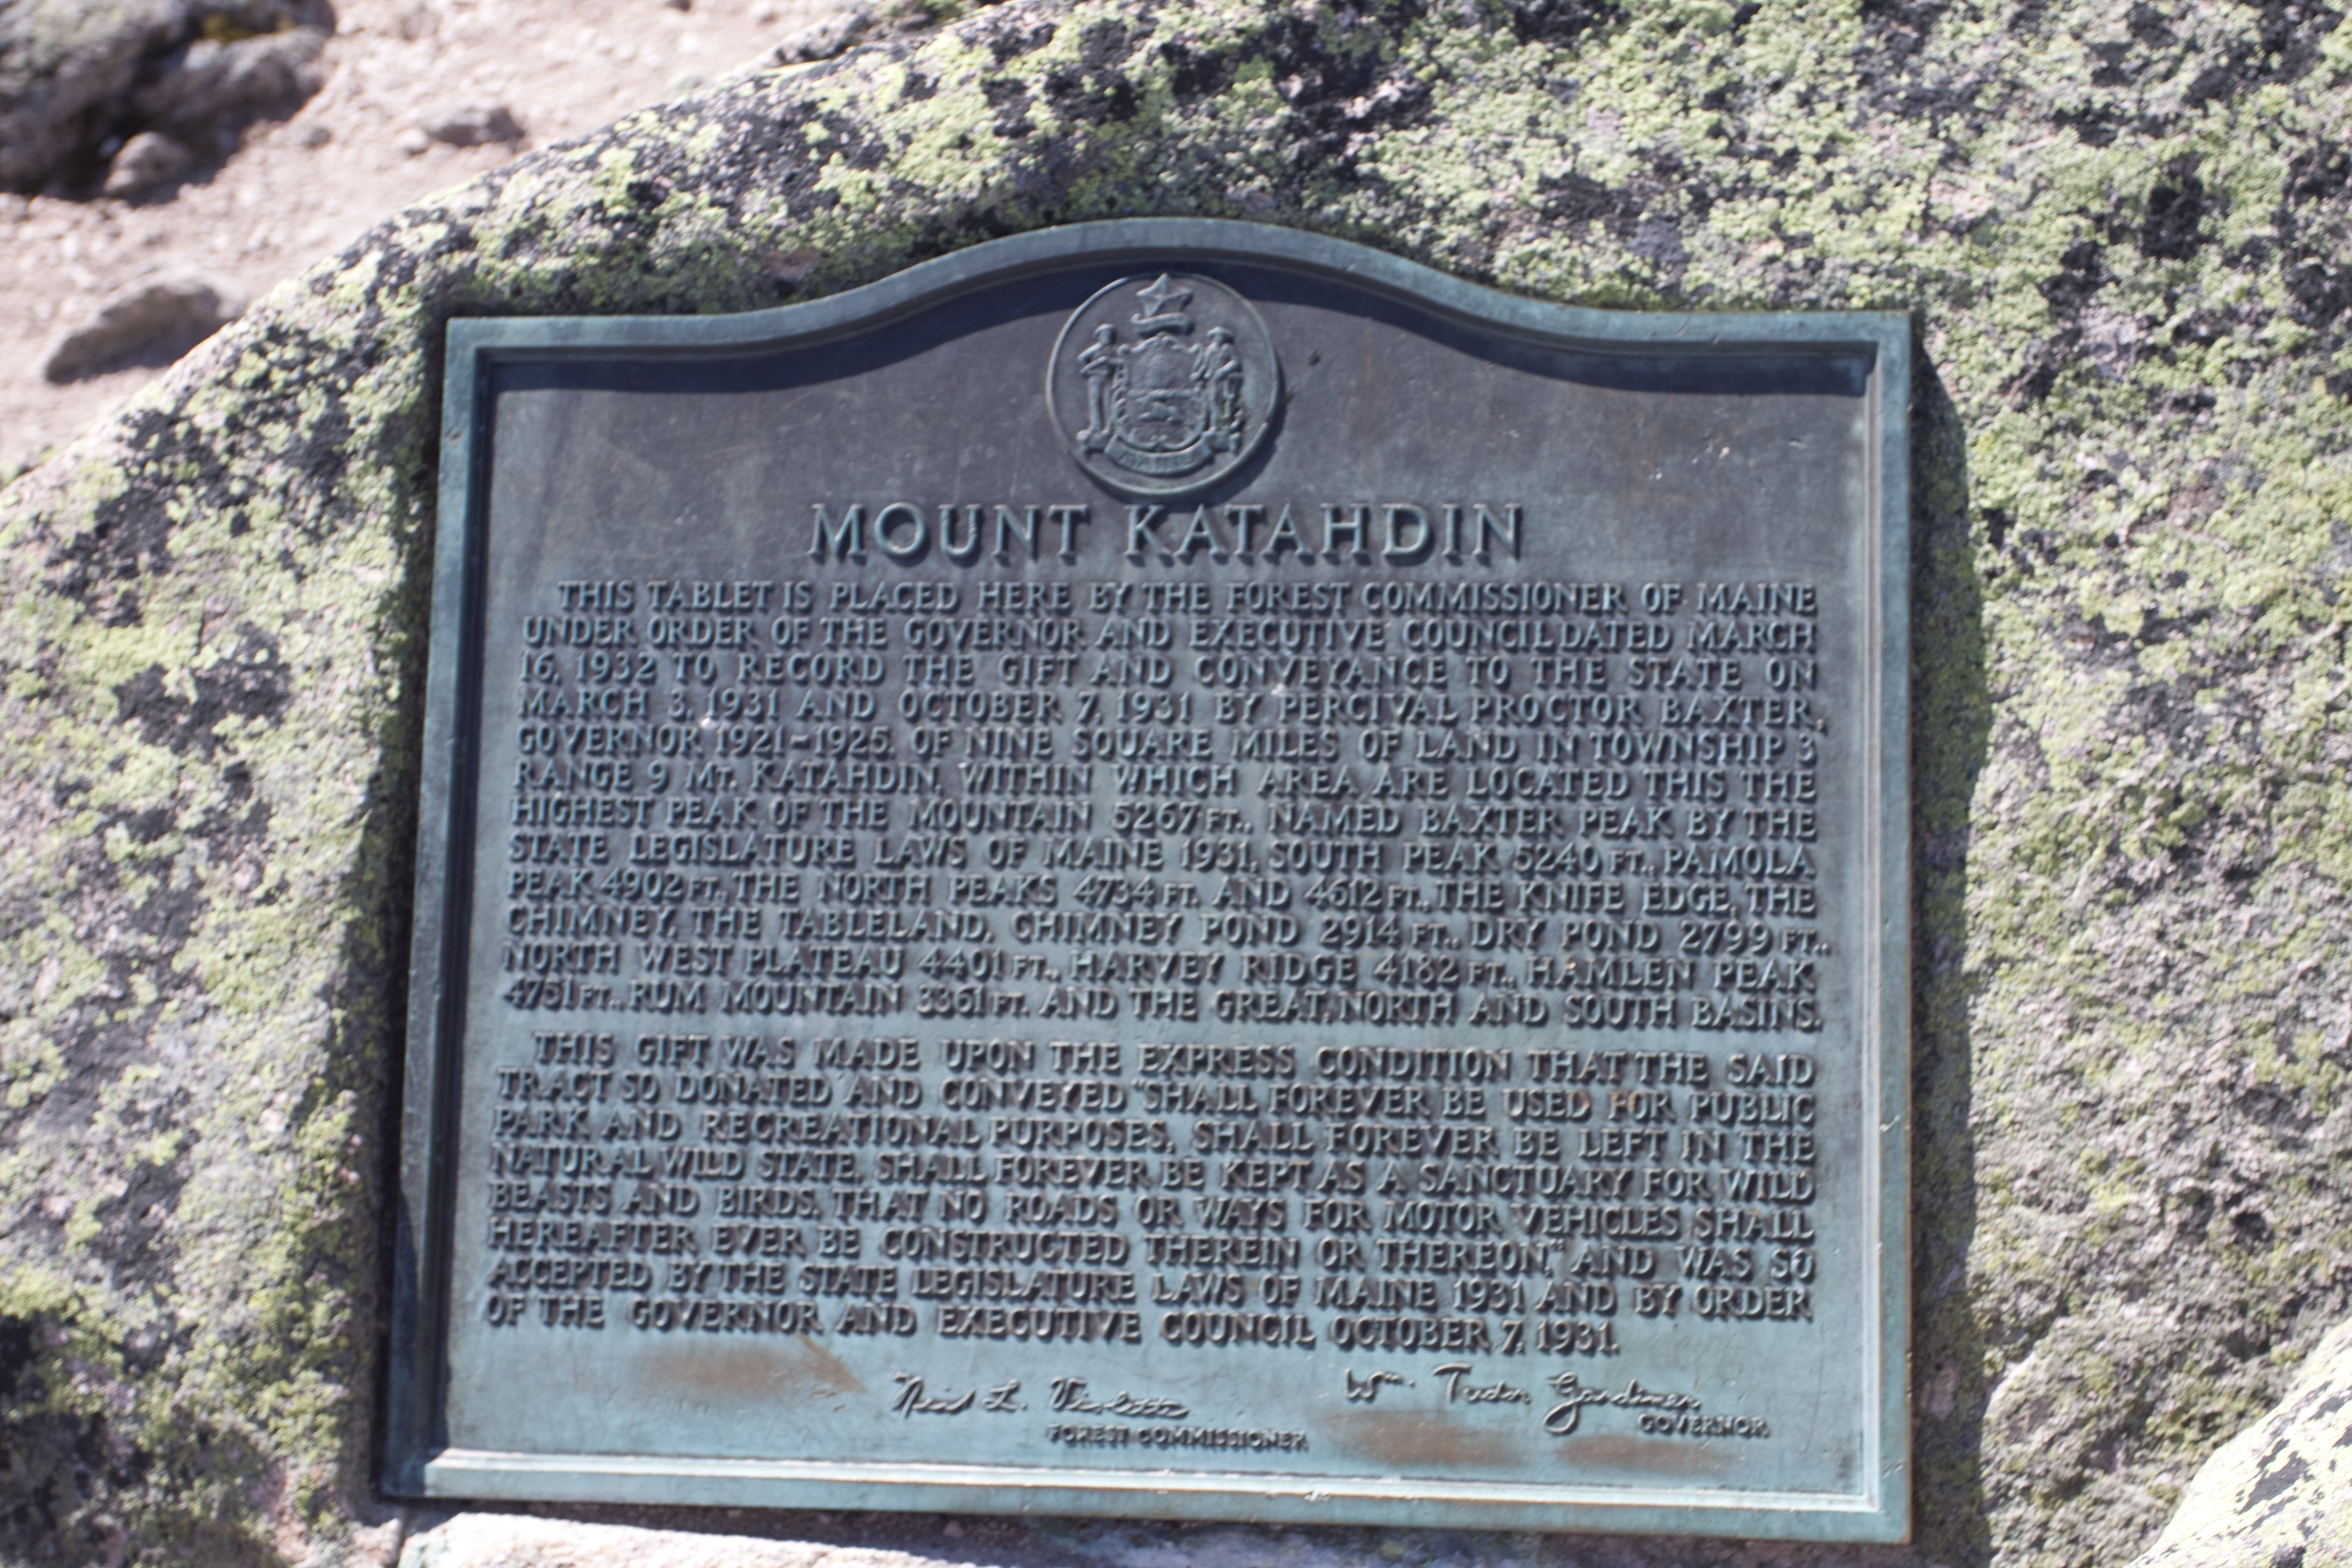 MOUNT KATAHDIN
THIS TABLET IS PLACED HERE BY THE FOREST COMMISSIONER OF MAINE
UNDER ORDER OF THE GOVERNOR AND EXECUTIVE COUNCIL DATED MARCH
16, 1932 TO RECORD THE GIFT AND CONVEYANCE TO THE STATE ON
MARCH 3, 1931 AND OCTOBER 7, 1931 BY PERCIVAL PROCTOR BAXTER,
GOVERNOR 1921-1925, OF NINE SQUARE MILES OF LAND IN TOWNSHIP 3
RANGE 9 MT. KATAHDIN, WITHIN WHICH AREA ARE LOCATED THIS THE
HIGHEST PEAK OF THE MOUNTAIN 5267 FT., NAMED BAXTER PEAK BY THE
STATE LEGISLATURE LAWS OF MAINE 1931, SOUTH PEAK 5240 FT., PAMOLA
PEAK 4902 FT., THE NORTH PEAKS 4734 FT. AND 4612 FT., THE KNIFE EDGE, THE
CHIMNEY, THE TABLELAND, CHIMNEY POND 2914 FT., DRY POND 2799 FT.,
NORTH WEST PLATEAU 4401 FT., HARVEY RIDGE 4182 FT., HAMLEN PEAK
4751 FT., RUM MOUNTAIN 3361 FT. AND THE GREAT, NORTH AND SOUTH BASINS.
THIS GIFT WAS MADE UPON THE EXPRESS CONDITION THAT THE SAID
TRACT SO DONATED AND CONVEYED "SHALL FOREVER BE USED FOR PUBLIC
PARK AND RECREATIONAL PURPOSES, SHALL FOREVER BE LEFT IN THE
NATURAL WILD STATE, SHALL FOREVER BE KEPT AS A SANCTUARY FOR WILD
BEASTS AND BIRDS, THAT NO ROADS OR WAYS FOR MOTOR VEHICLES SHALL
HEREAFTER EVER BE CONSTRUCTED THEREIN OR THEREON," AND WAS SO
ACCEPTED BY THE STATE LEGISLATURE LAWS OF MAINE 1931 AND BY ORDER
OF THE GOVERNOR AND EXECUTIVE COUNCIL OCTOBER 7, 1931.
Neil L. Violette
FOREST COMMISSIONER
Wm. Tudor Gardiner
GOVERNOR